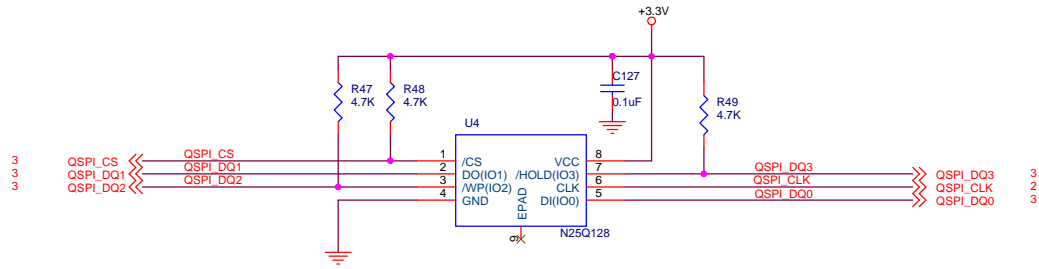 +3.3V
R47
4.7K
R48
4.7K
C127
0.1uF
R49
4.7K
U4
3 QSPI_CS QSPI_CS 1 /CS VCC 8
3 QSPI_DQ1 QSPI_DQ1 2 DO(IO1) /HOLD(IO3) 7 QSPI_DQ3 QSPI_DQ3 3
3 QSPI_DQ2 QSPI_DQ2 3 /WP(IO2) CLK 6 QSPI_CLK QSPI_CLK 2
4 GND DI(IO0) 5 QSPI_DQ0 QSPI_DQ0 3
EPAD
9
N25Q128